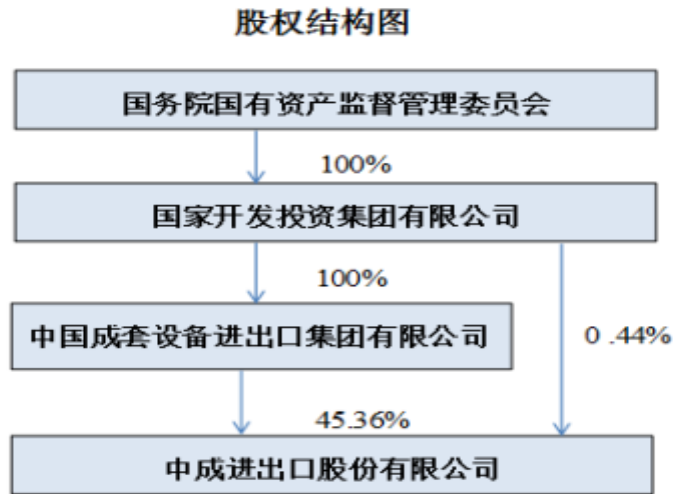 股权结构图
国务院国有资产监督管理委员会
100%
国家开发投资集团有限公司
100%
中国成套设备进出口集团有限公司
0 .44%
45.36%
中成进出口股份有限公司